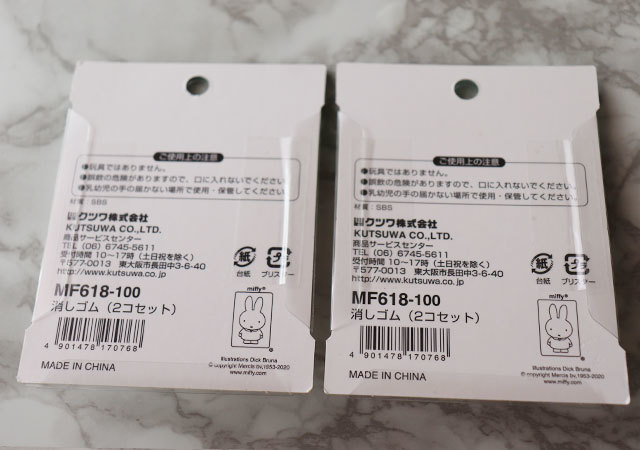 ご使用上の注意
●玩具ではありません。
●誤飲の危険がありますので、口に入れないでください。
●乳幼児の手の届かない場所で使用・保管してください。
材質：SBS
クツワ株式会社
KUTSUWA CO.,LTD.
商品サービスセンター
TEL (06) 6745-5611
受付時間 10〜17時（土日祝を除く）
〒577-0013 東大阪市長田中3-6-40
http://www.kutsuwa.co.jp
紙
台紙
プラ
ブリスター
MF618-100
消しゴム（2コセット）
miffy®
4 901478 170768
Illustrations Dick Bruna
© copyright Mercis bv,1953-2020
www.miffy.com
MADE IN CHINA
ご使用上の注意
●玩具ではありません。
●誤飲の危険がありますので、口に入れないでください。
●乳幼児の手の届かない場所で使用・保管してください。
材質：SBS
クツワ株式会社
KUTSUWA CO.,LTD.
商品サービスセンター
TEL (06) 6745-5611
受付時間 10〜17時（土日祝を除く）
〒577-0013 東大阪市長田中3-6-40
http://www.kutsuwa.co.jp
紙
台紙
プラ
ブリスター
MF618-100
消しゴム（2コセット）
miffy®
4 901478 170768
Illustrations Dick Bruna
© copyright Mercis bv,1953-2020
www.miffy.com
MADE IN CHINA